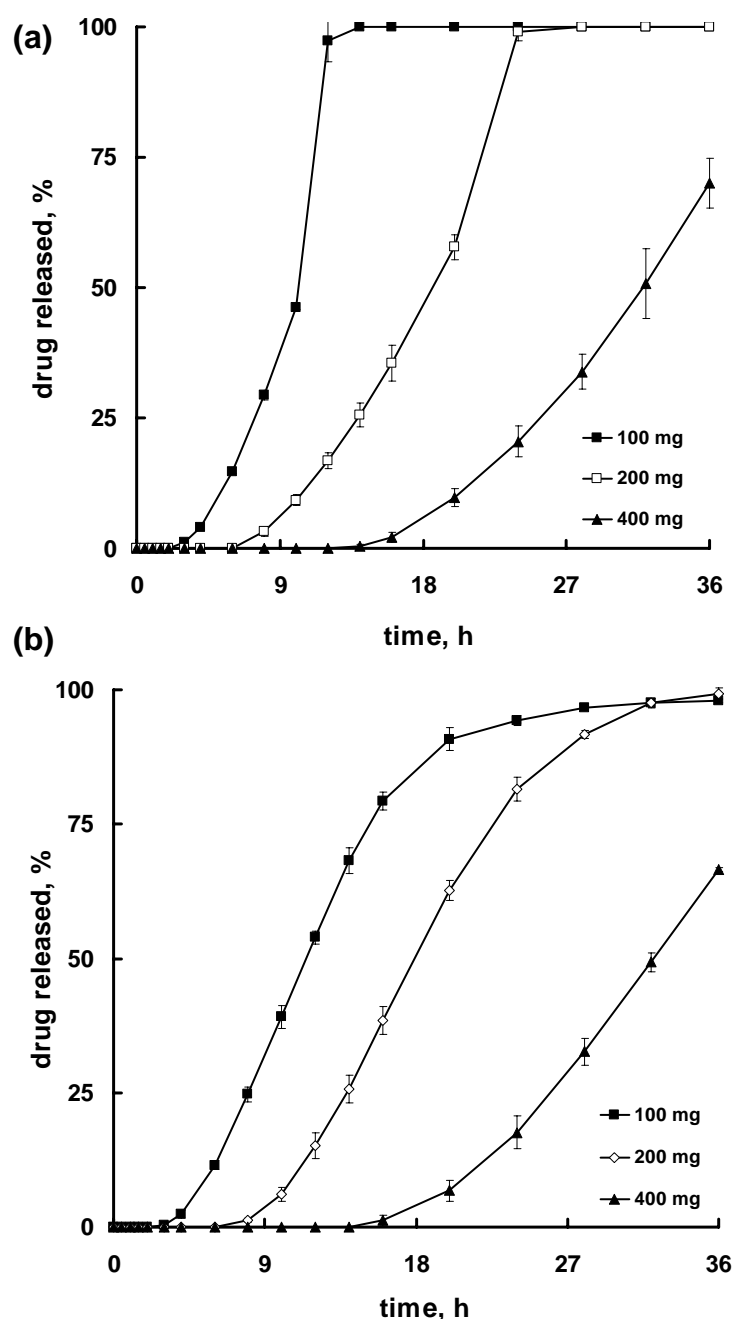 (a)
drug released, %
100
75
50
25
0
100 mg
200 mg
400 mg
0 9 18 27 36
time, h
(b)
drug released, %
100
75
50
25
0
100 mg
200 mg
400 mg
0 9 18 27 36
time, h